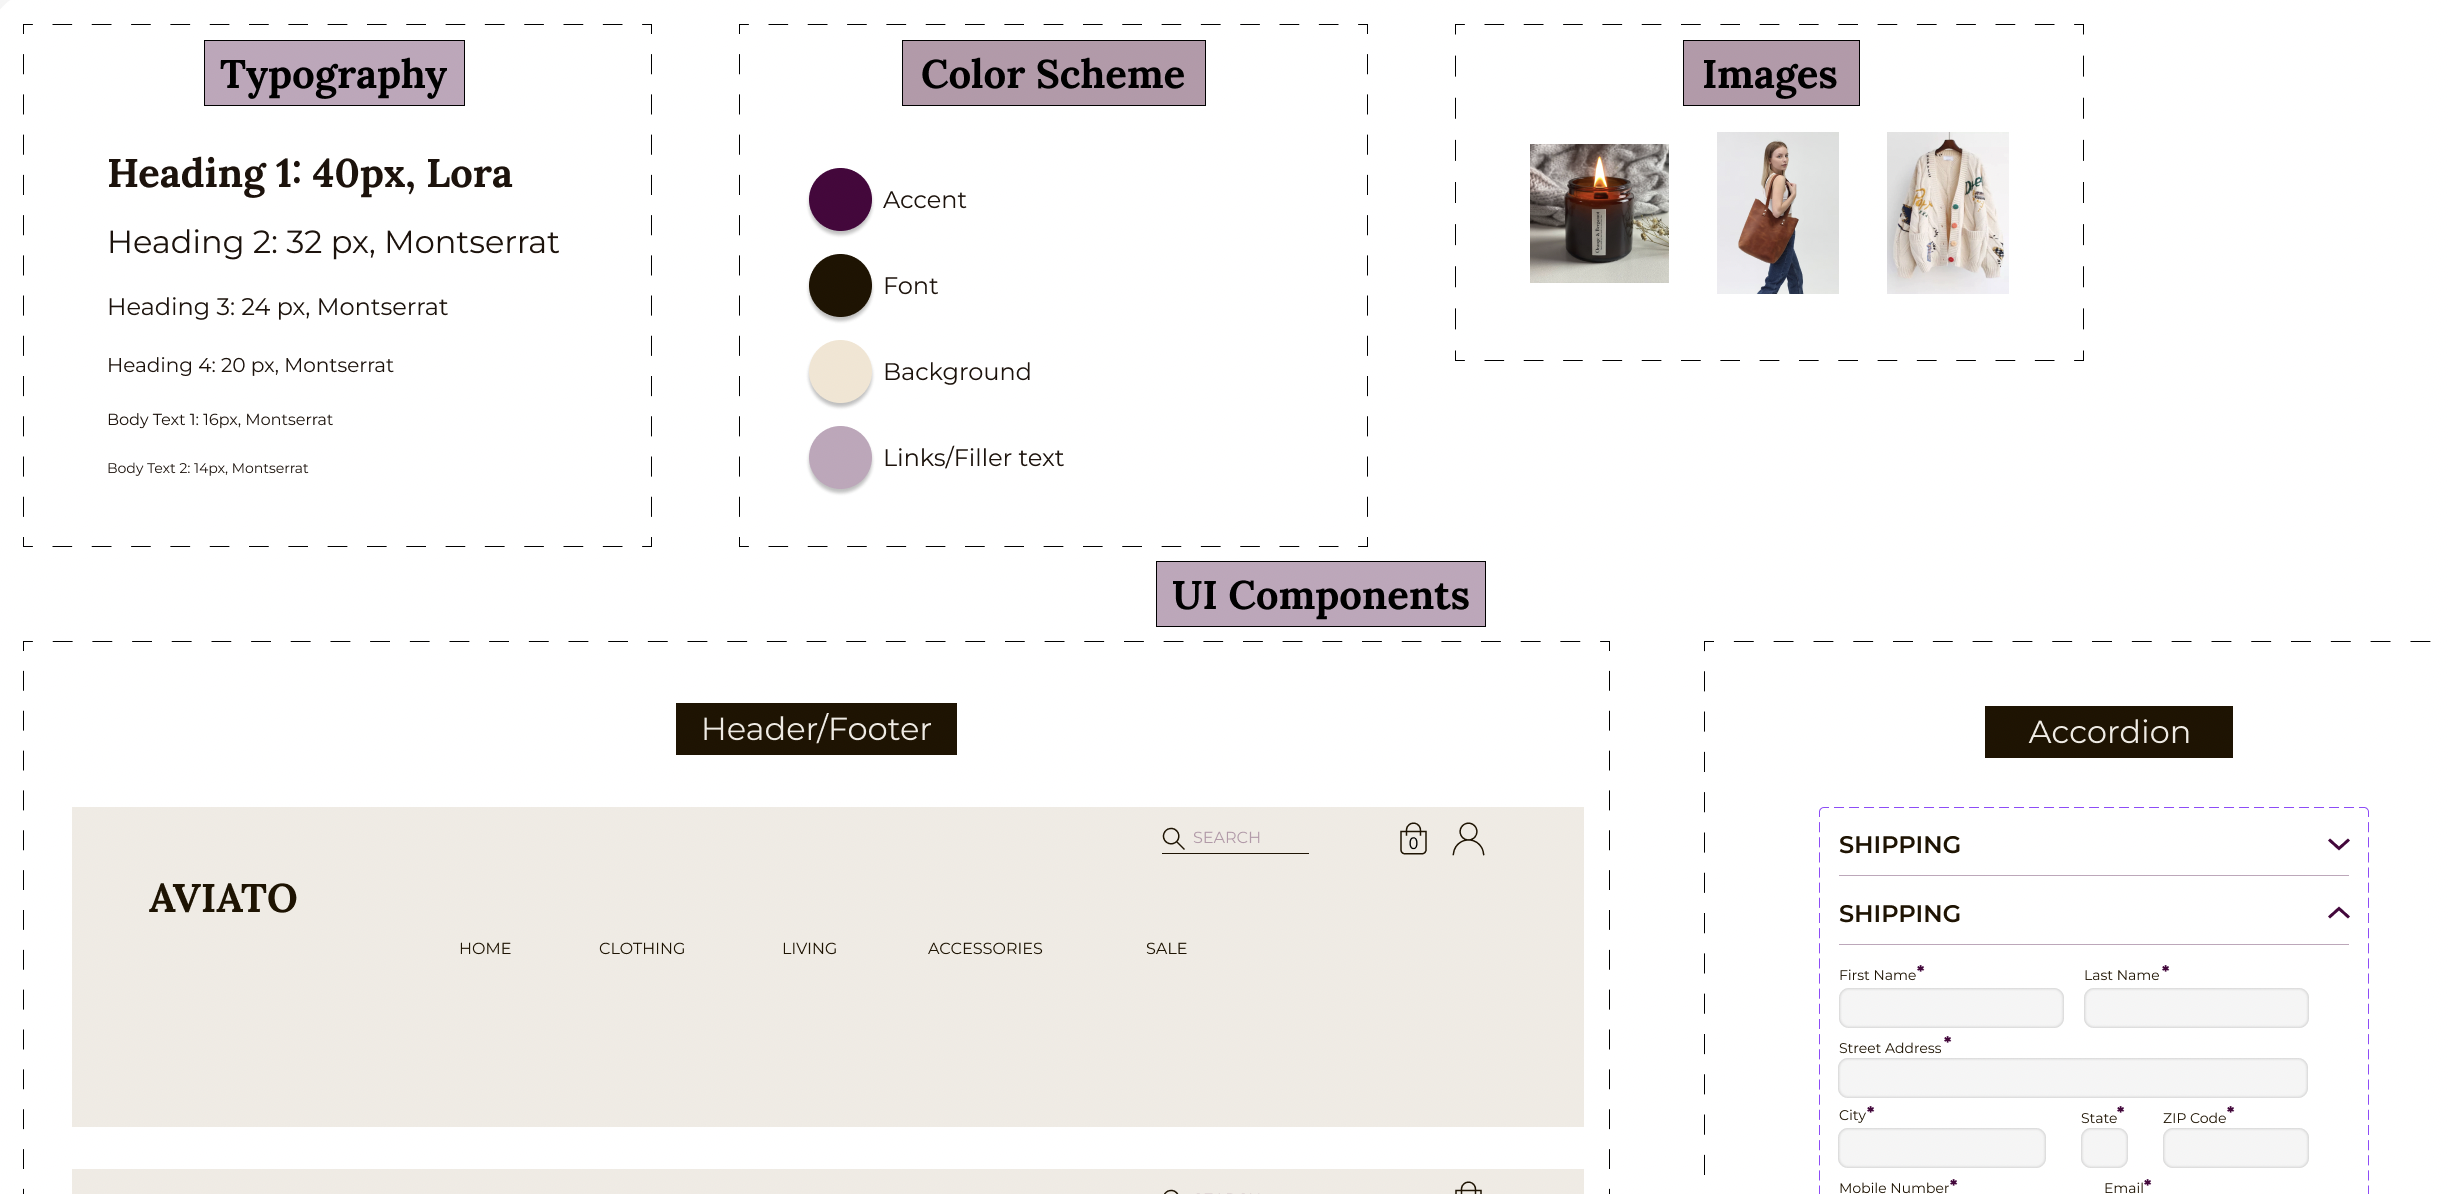 Typography
Heading 1: 40px, Lora
Heading 2: 32 px, Montserrat
Heading 3: 24 px, Montserrat
Heading 4: 20 px, Montserrat
Body Text 1: 16px, Montserrat
Body Text 2: 14px, Montserrat
Color Scheme
Accent
Font
Background
Links/Filler text
Images
UI Components
Header/Footer
SEARCH
0
AVIATO
HOME CLOTHING LIVING ACCESSORIES SALE
Accordion
SHIPPING
SHIPPING
First Name* Last Name*
Street Address*
City* State* ZIP Code*
Mobile Number* Email*